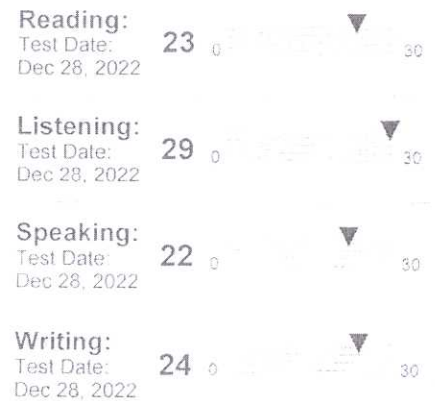 Reading:
Test Date:
Dec 28, 2022
23
0
30
Listening:
Test Date:
Dec 28, 2022
29
0
30
Speaking:
Test Date:
Dec 28, 2022
22
0
30
Writing:
Test Date:
Dec 28, 2022
24
0
30